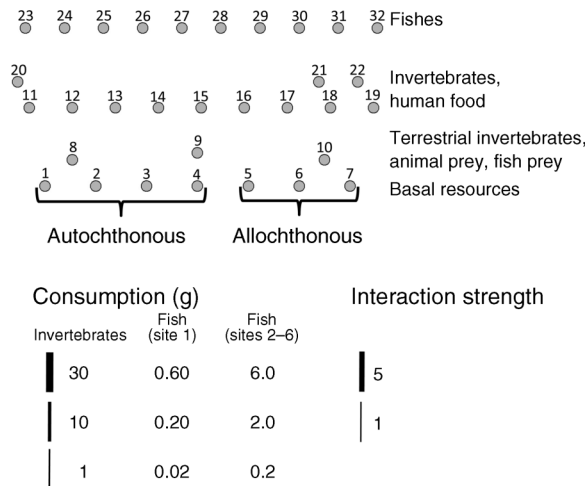 23 24 25 26 27 28 29 30 31 32 Fishes
20 21 22 Invertebrates,
11 12 13 14 15 16 17 18 19 human food
8 9 10 Terrestrial invertebrates,
animal prey, fish prey
1 2 3 4 5 6 7 Basal resources
Autochthonous Allochthonous
Consumption (g) Interaction strength
Invertebrates Fish (site 1) Fish (sites 2–6)
30 0.60 6.0 5
10 0.20 2.0 1
1 0.02 0.2